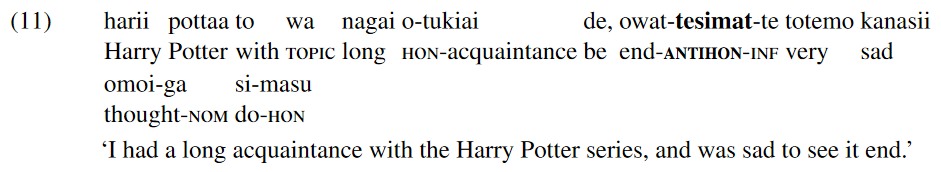 (11) harii pottaa to wa nagai o-tukiai de, owat-tesimat-te totemo kanasii
Harry Potter with TOPIC long HON-acquaintance be end-ANTIHON-INF very sad
omoi-ga si-masu
thought-NOM do-HON
‘I had a long acquaintance with the Harry Potter series, and was sad to see it end.’